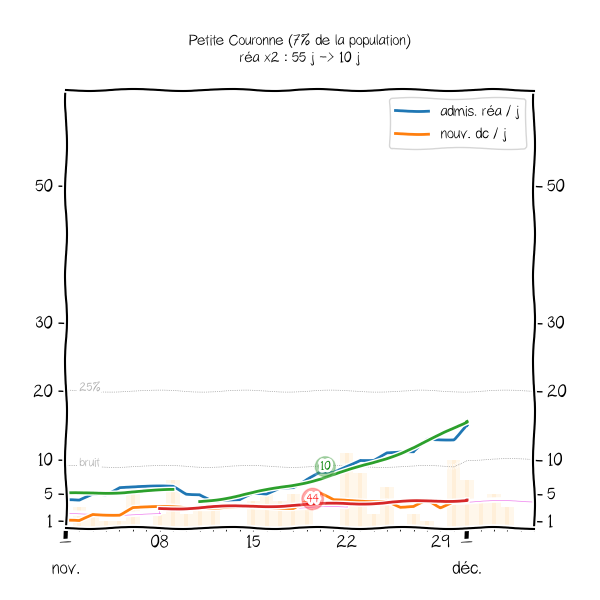 Petite Couronne (7% de la population)
réa x2 : 55 j -> 10 j
admis. réa / j
nouv. dc / j
50 50
30 30
20 20
25%
10 10
bruit
10
5 5
44
1 1
08 15 22 29
nov. déc.